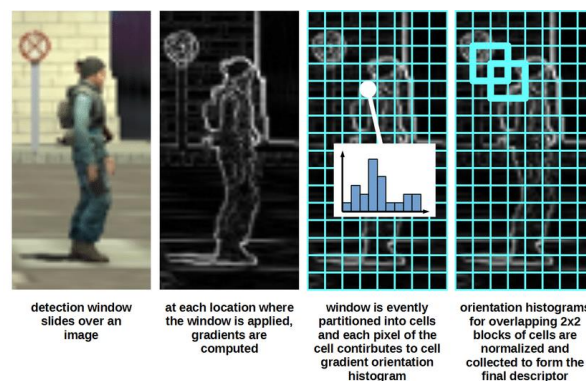 detection window
slides over an
image
at each location where
the window is applied,
gradients are
computed
window is evently
partitioned into cells
and each pixel of the
cell contirbutes to cell
gradient orientation
histogram
orientation histograms
for overlapping 2x2
blocks of cells are
normalized and
collected to form the
final descriptor